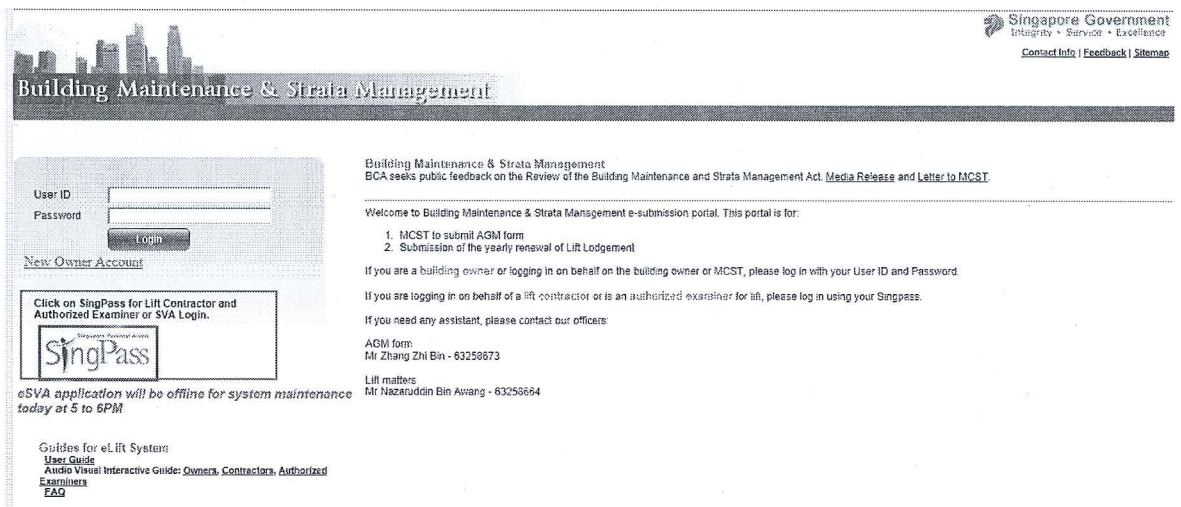 Singapore Government
Integrity • Service • Excellence
Contact Info | Feedback | Sitemap
Building Maintenance & Strata Management
User ID
Password
Login
New Owner Account
Click on SingPass for Lift Contractor and
Authorized Examiner or SVA Login.
Singapore Personal Access
SingPass
eSVA application will be offline for system maintenance
today at 5 to 6PM
Guides for eLift System
User Guide
Audio Visual Interactive Guide: Owners, Contractors, Authorized
Examiners
FAQ
Building Maintenance & Strata Management
BCA seeks public feedback on the Review of the Building Maintenance and Strata Management Act. Media Release and Letter to MCST.
Welcome to Building Maintenance & Strata Management e-submission portal. This portal is for:
1. MCST to submit AGM form
2. Submission of the yearly renewal of Lift Lodgement
If you are a building owner or logging in on behalf on the building owner or MCST, please log in with your User ID and Password.
If you are logging in on behalf of a lift contractor or is an authorized examiner for lift, please log in using your Singpass.
If you need any assistant, please contact our officers:
AGM form
Mr Zhang Zhi Bin - 63258673
Lift matters
Mr Nazaruddin Bin Awang - 63258664